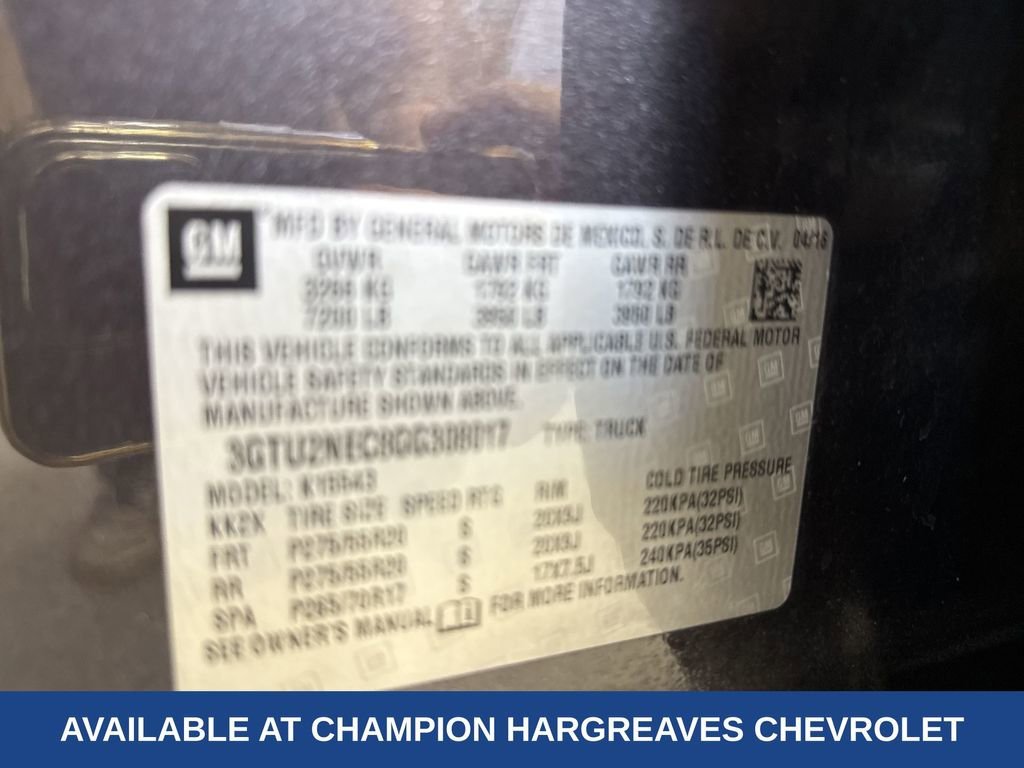 GM
MFD BY GENERAL MOTORS DE MEXICO, S. DE R.L. DE C.V. 04/16
GVWR GAWR FRT GAWR RR
KG 1792 KG 1792 KG
7200 LB 3950 LB 3950 LB
THIS VEHICLE CONFORMS TO ALL APPLICABLE U.S. FEDERAL MOTOR
VEHICLE SAFETY STANDARDS IN EFFECT ON THE DATE OF
MANUFACTURE SHOWN ABOVE.
TYPE: TRUCK
MODEL: COLD TIRE PRESSURE
TIRE SIZE SPEED RTG RIM 220KPA(32PSI)
FRT P275/55R20 S 20X9J 220KPA(32PSI)
RR P275/55R20 S 20X9J 240KPA(35PSI)
SPA P265/70R17 S 17X7.5J
SEE OWNER'S MANUAL FOR MORE INFORMATION.
AVAILABLE AT CHAMPION HARGREAVES CHEVROLET